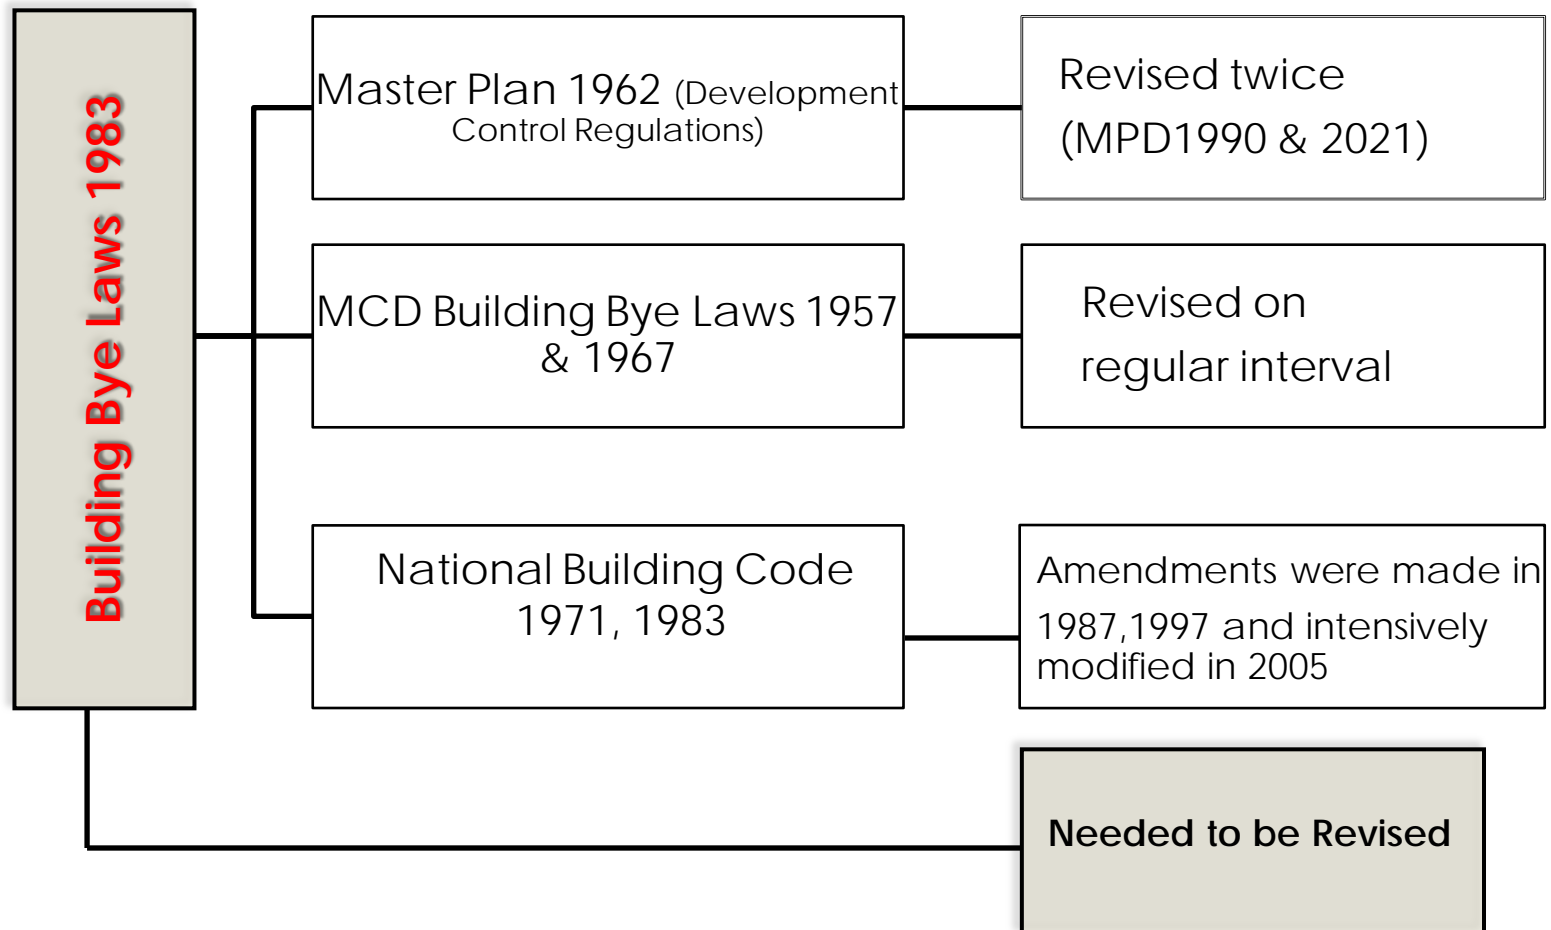 Building Bye Laws 1983
Master Plan 1962 (Development
Control Regulations)
Revised twice
(MPD1990 & 2021)
MCD Building Bye Laws 1957
& 1967
Revised on
regular interval
National Building Code
1971, 1983
Amendments were made in
1987,1997 and intensively
modified in 2005
Needed to be Revised